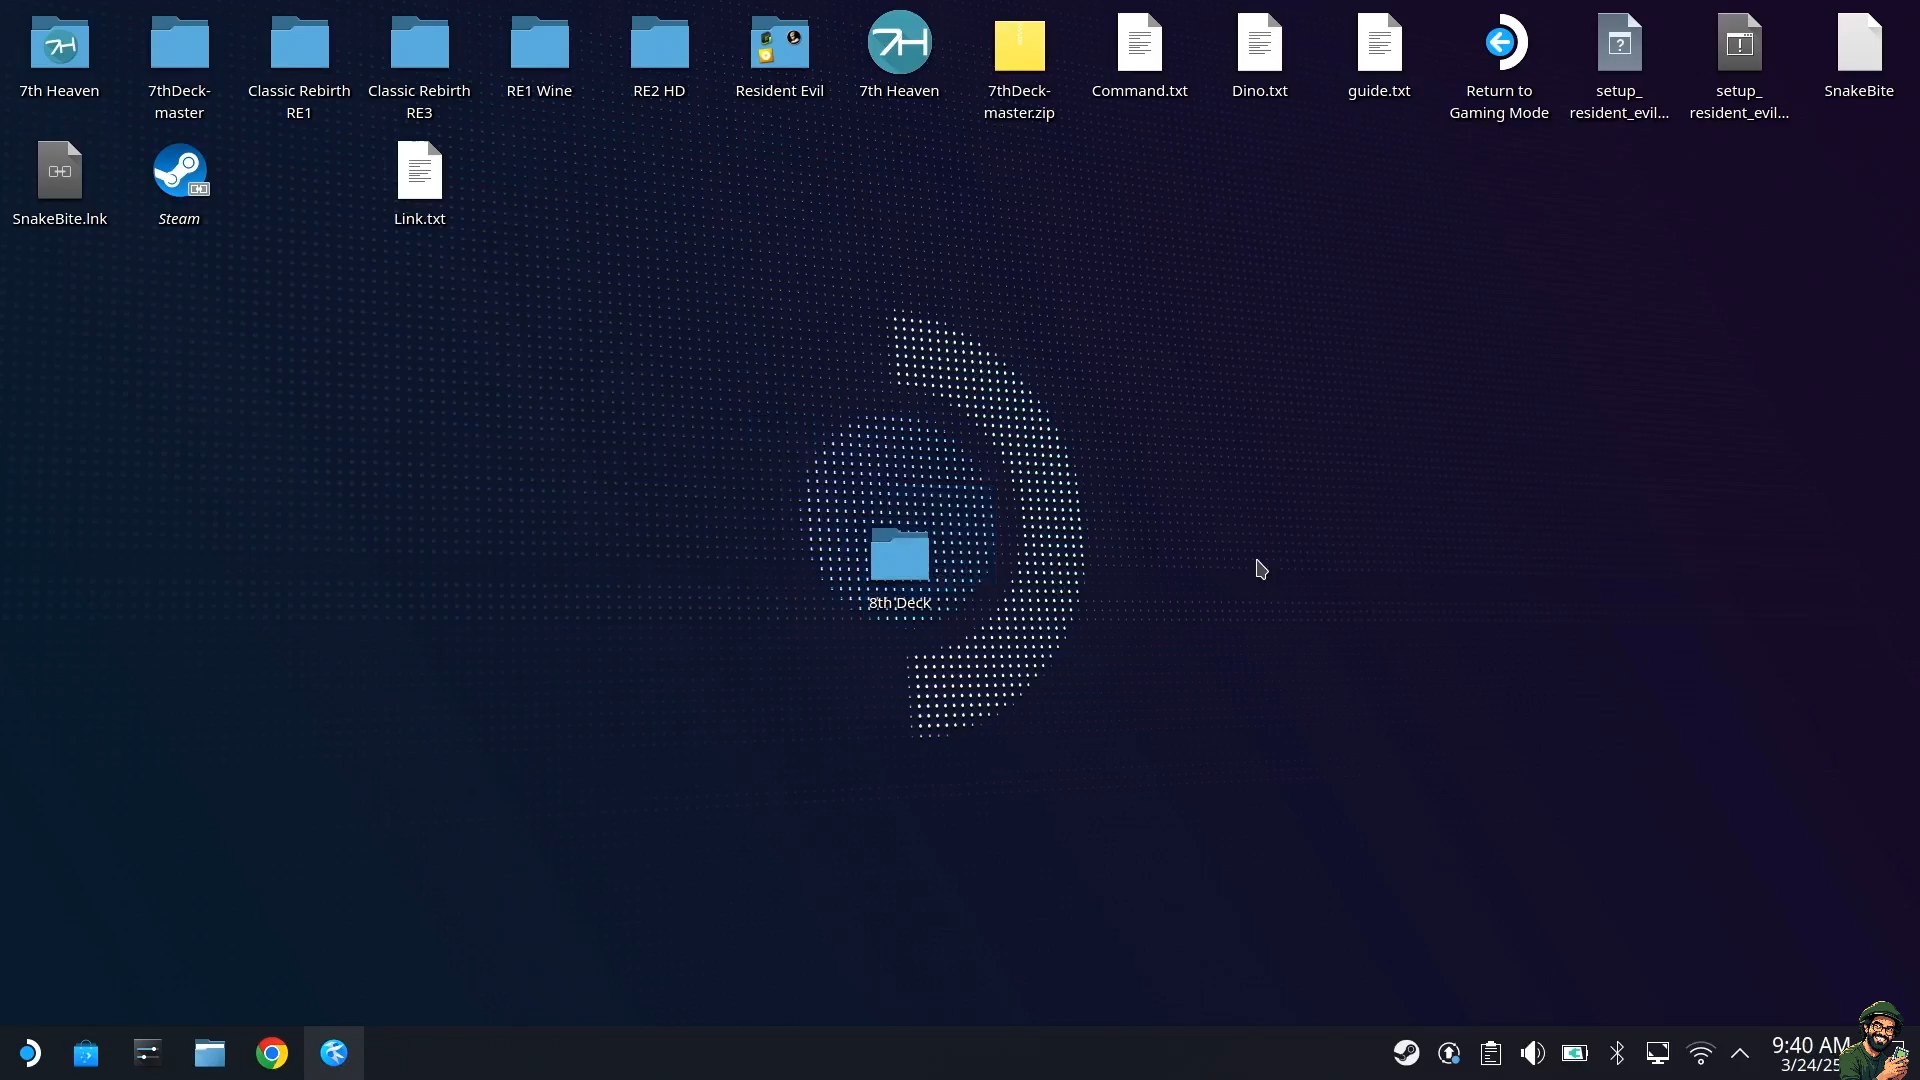 7th Heaven
7thDeck-
master
Classic Rebirth
RE1
Classic Rebirth
RE3
RE1 Wine
RE2 HD
Resident Evil
7th Heaven
7thDeck-
master.zip
Command.txt
Dino.txt
guide.txt
Return to
Gaming Mode
setup_
resident_evil...
setup_
resident_evil...
SnakeBite
SnakeBite.lnk
Steam
Link.txt
8th Deck
9:40 AM
3/24/25